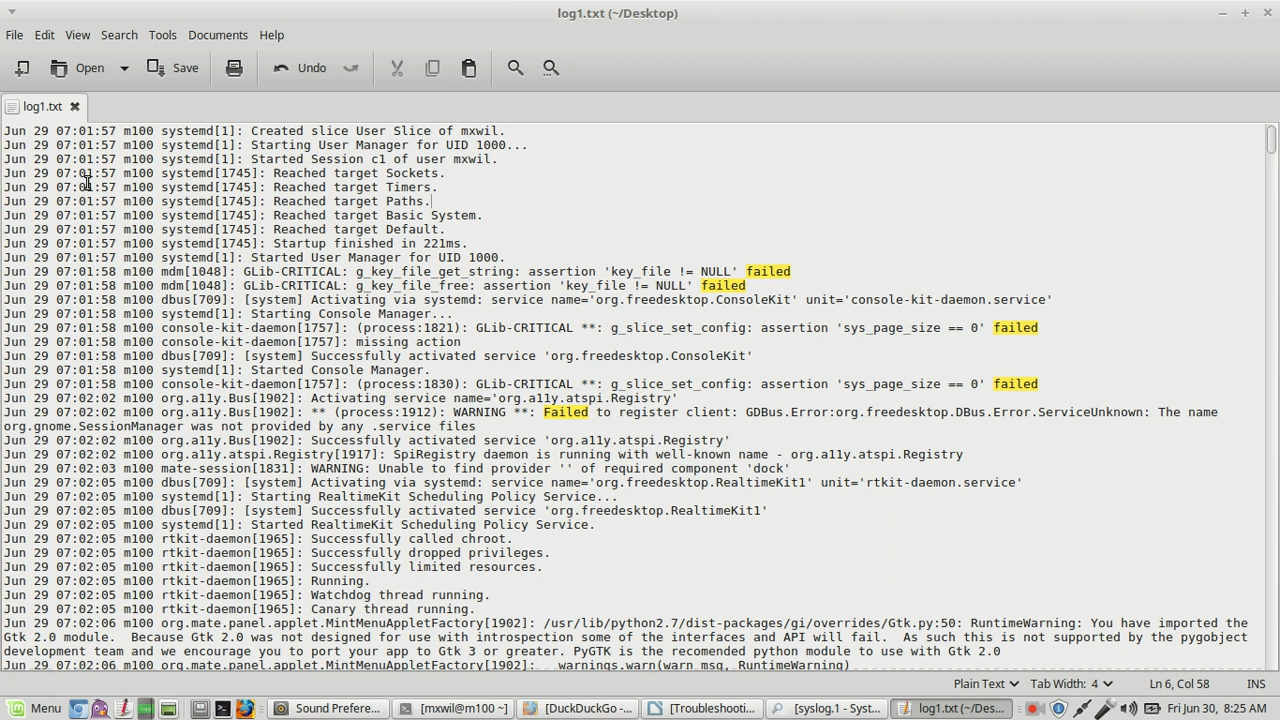 log1.txt (~/Desktop)
File Edit View Search Tools Documents Help
Open Save Undo
log1.txt
Jun 29 07:01:57 m100 systemd[1]: Created slice User Slice of mxwil.
Jun 29 07:01:57 m100 systemd[1]: Starting User Manager for UID 1000...
Jun 29 07:01:57 m100 systemd[1]: Started Session c1 of user mxwil.
Jun 29 07:01:57 m100 systemd[1745]: Reached target Sockets.
Jun 29 07:01:57 m100 systemd[1745]: Reached target Timers.
Jun 29 07:01:57 m100 systemd[1745]: Reached target Paths.
Jun 29 07:01:57 m100 systemd[1745]: Reached target Basic System.
Jun 29 07:01:57 m100 systemd[1745]: Reached target Default.
Jun 29 07:01:57 m100 systemd[1745]: Startup finished in 221ms.
Jun 29 07:01:57 m100 systemd[1]: Started User Manager for UID 1000.
Jun 29 07:01:58 m100 mdm[1048]: GLib-CRITICAL: g_key_file_get_string: assertion 'key_file != NULL' failed
Jun 29 07:01:58 m100 mdm[1048]: GLib-CRITICAL: g_key_file_free: assertion 'key_file != NULL' failed
Jun 29 07:01:58 m100 dbus[709]: [system] Activating via systemd: service name='org.freedesktop.ConsoleKit' unit='console-kit-daemon.service'
Jun 29 07:01:58 m100 systemd[1]: Starting Console Manager...
Jun 29 07:01:58 m100 console-kit-daemon[1757]: (process:1821): GLib-CRITICAL **: g_slice_set_config: assertion 'sys_page_size == 0' failed
Jun 29 07:01:58 m100 console-kit-daemon[1757]: missing action
Jun 29 07:01:58 m100 dbus[709]: [system] Successfully activated service 'org.freedesktop.ConsoleKit'
Jun 29 07:01:58 m100 systemd[1]: Started Console Manager.
Jun 29 07:01:58 m100 console-kit-daemon[1757]: (process:1830): GLib-CRITICAL **: g_slice_set_config: assertion 'sys_page_size == 0' failed
Jun 29 07:02:02 m100 org.a11y.Bus[1902]: Activating service name='org.a11y.atspi.Registry'
Jun 29 07:02:02 m100 org.a11y.Bus[1902]: ** (process:1912): WARNING **: Failed to register client: GDBus.Error:org.freedesktop.DBus.Error.ServiceUnknown: The name
org.gnome.SessionManager was not provided by any .service files
Jun 29 07:02:02 m100 org.a11y.Bus[1902]: Successfully activated service 'org.a11y.atspi.Registry'
Jun 29 07:02:02 m100 org.a11y.atspi.Registry[1917]: SpiRegistry daemon is running with well-known name - org.a11y.atspi.Registry
Jun 29 07:02:03 m100 mate-session[1831]: WARNING: Unable to find provider '' of required component 'dock'
Jun 29 07:02:05 m100 dbus[709]: [system] Activating via systemd: service name='org.freedesktop.RealtimeKit1' unit='rtkit-daemon.service'
Jun 29 07:02:05 m100 systemd[1]: Starting RealtimeKit Scheduling Policy Service...
Jun 29 07:02:05 m100 dbus[709]: [system] Successfully activated service 'org.freedesktop.RealtimeKit1'
Jun 29 07:02:05 m100 systemd[1]: Started RealtimeKit Scheduling Policy Service.
Jun 29 07:02:05 m100 rtkit-daemon[1965]: Successfully called chroot.
Jun 29 07:02:05 m100 rtkit-daemon[1965]: Successfully dropped privileges.
Jun 29 07:02:05 m100 rtkit-daemon[1965]: Successfully limited resources.
Jun 29 07:02:05 m100 rtkit-daemon[1965]: Running.
Jun 29 07:02:05 m100 rtkit-daemon[1965]: Watchdog thread running.
Jun 29 07:02:05 m100 rtkit-daemon[1965]: Canary thread running.
Jun 29 07:02:06 m100 org.mate.panel.applet.MintMenuAppletFactory[1902]: /usr/lib/python2.7/dist-packages/gi/overrides/Gtk.py:50: RuntimeWarning: You have imported the
Gtk 2.0 module.  Because Gtk 2.0 was not designed for use with introspection some of the interfaces and API will fail.  As such this is not supported by the pygobject
development team and we encourage you to port your app to Gtk 3 or greater. PyGTK is the recomended python module to use with Gtk 2.0
Jun 29 07:02:06 m100 org.mate.panel.applet.MintMenuAppletFactory[1902]:   warnings.warn(warn_msg, RuntimeWarning)
Plain Text Tab Width: 4 Ln 6, Col 58 INS
Menu Sound Prefere... [mxwil@m100 ~] [DuckDuckGo -... [Troubleshooti... [syslog.1 - Syst... log1.txt (~/Des... Fri Jun 30, 8:25 AM